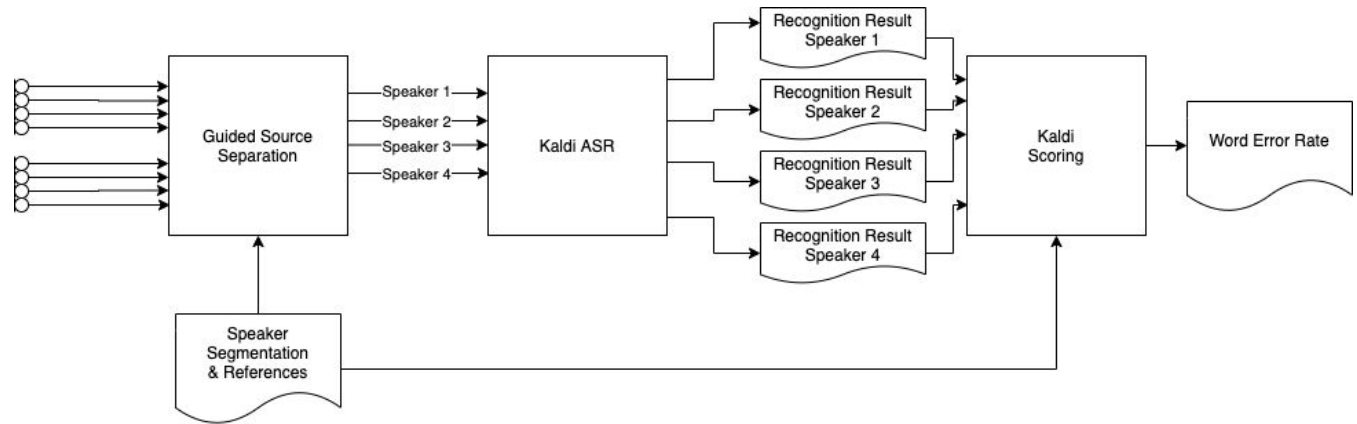 Guided Source
Separation
Speaker 1
Speaker 2
Speaker 3
Speaker 4
Kaldi ASR
Recognition Result
Speaker 1
Recognition Result
Speaker 2
Recognition Result
Speaker 3
Recognition Result
Speaker 4
Kaldi
Scoring
Word Error Rate
Speaker
Segmentation
& References